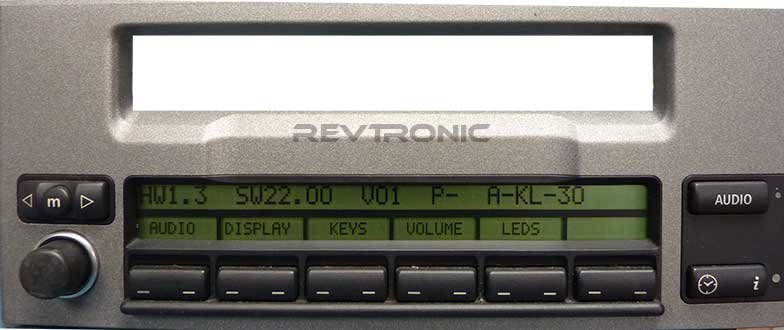 REVTRONIC
HW1.3 SW22.00 V01 P- A-KL-30
AUDIO DISPLAY KEYS VOLUME LEDS
m
AUDIO
i